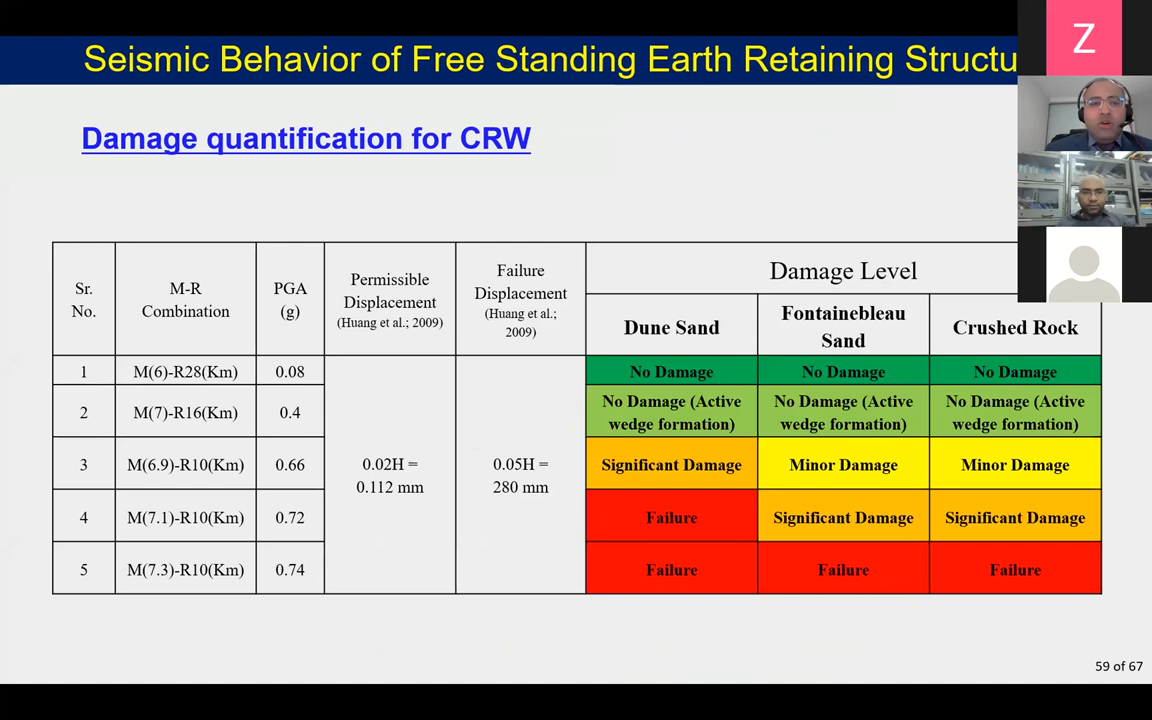 Seismic Behavior of Free Standing Earth Retaining Structu
Z
Damage quantification for CRW
Sr.
No.
M-R
Combination
PGA
(g)
Permissible
Displacement
(Huang et al.; 2009)
Failure
Displacement
(Huang et al.;
2009)
Damage Level
Dune Sand
Fontainebleau
Sand
Crushed Rock
1
M(6)-R28(Km)
0.08
No Damage
No Damage
No Damage
2
M(7)-R16(Km)
0.4
No Damage (Active
wedge formation)
No Damage (Active
wedge formation)
No Damage (Active
wedge formation)
3
M(6.9)-R10(Km)
0.66
0.02H =
0.112 mm
0.05H =
280 mm
Significant Damage
Minor Damage
Minor Damage
4
M(7.1)-R10(Km)
0.72
Failure
Significant Damage
Significant Damage
5
M(7.3)-R10(Km)
0.74
Failure
Failure
Failure
59 of 67